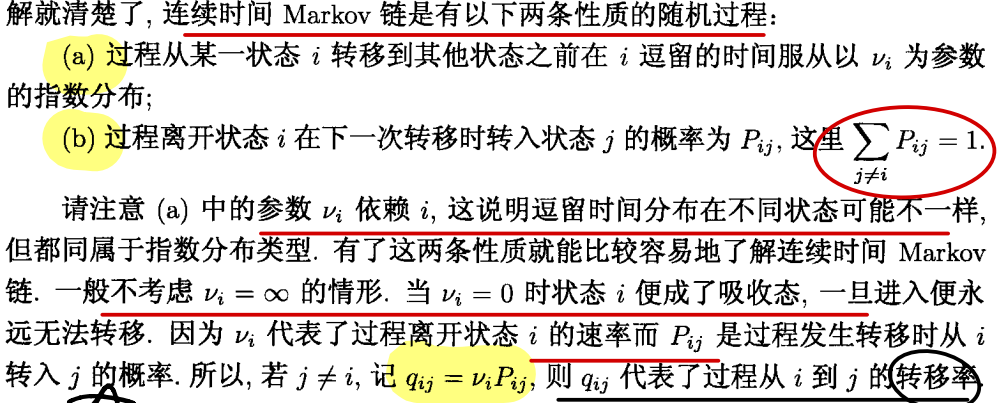 解就清楚了, 连续时间 Markov 链是有以下两条性质的随机过程:
(a) 过程从某一状态 i 转移到其他状态之前在 i 逗留的时间服从以 ν_i 为参数
的指数分布;
(b) 过程离开状态 i 在下一次转移时转入状态 j 的概率为 P_{ij}, 这里 ∑_{j≠i} P_{ij} = 1.
请注意 (a) 中的参数 ν_i 依赖 i, 这说明逗留时间分布在不同状态可能不一样,
但都同属于指数分布类型. 有了这两条性质就能比较容易地了解连续时间 Markov
链. 一般不考虑 ν_i = ∞ 的情形. 当 ν_i = 0 时状态 i 便成了吸收态, 一旦进入便永
远无法转移. 因为 ν_i 代表了过程离开状态 i 的速率而 P_{ij} 是过程发生转移时从 i
转入 j 的概率. 所以, 若 j ≠ i, 记 q_{ij} = ν_i P_{ij}, 则 q_{ij} 代表了过程从 i 到 j 的转移率.